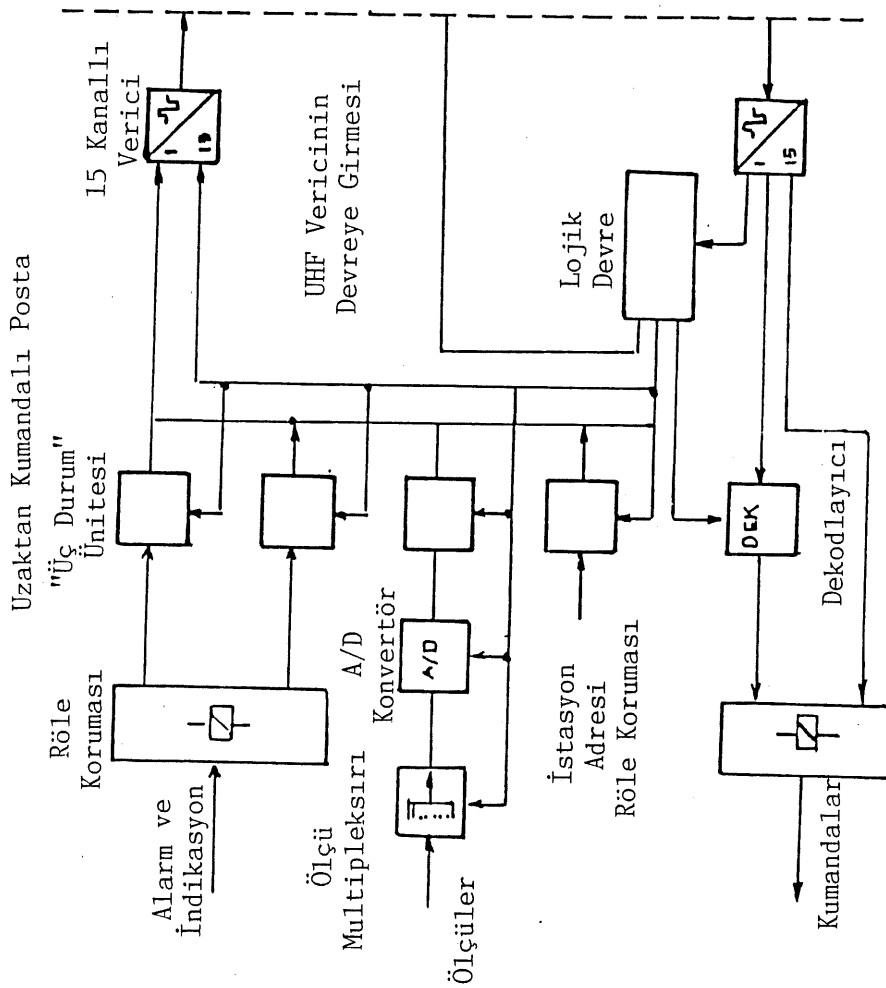 Uzaktan Kumandalı Posta
15 Kanallı
Verici
1
"Üç Durum"
Ünitesi
Röle
Koruması
Alarm ve
İndikasyon
UHF Vericinin
Devreye Girmesi
A/D
Konvertör
A/D
Ölçü
Multipleksırı
Ölçüler
Lojik
Devre
İstasyon
Adresi
Röle Koruması
1
15
DEK
Dekodlayıcı
Kumandalar